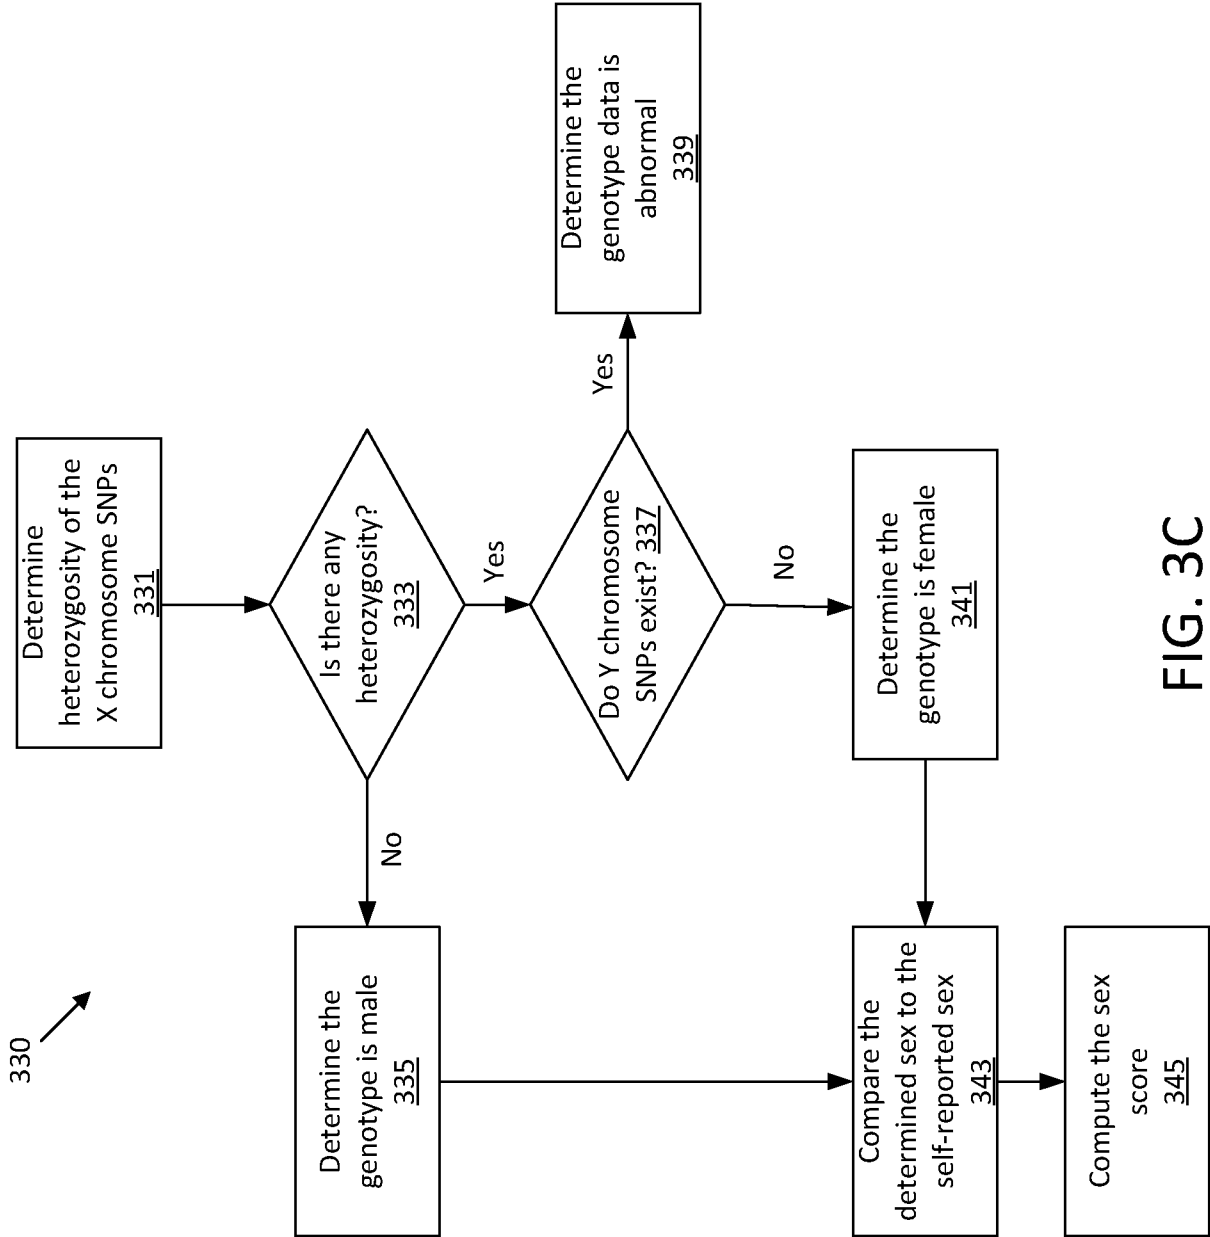 330
Determine
heterozygosity of the
X chromosome SNPs
331
Is there any
heterozygosity?
333
No
Yes
Determine the
genotype is male
335
Do Y chromosome
SNPs exist? 337
Yes
Determine the
genotype data is
abnormal
339
No
Determine the
genotype is female
341
Compare the
determined sex to the
self-reported sex
343
Compute the sex
score
345
FIG. 3C